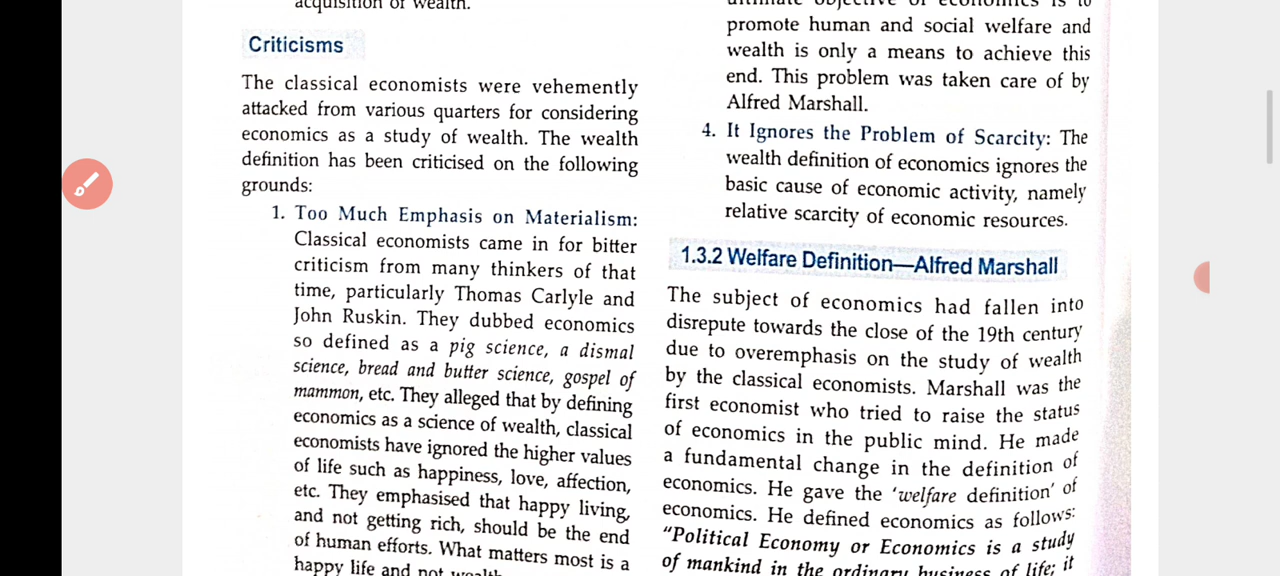 acquisition of wealth.
Criticisms
The classical economists were vehemently
attacked from various quarters for considering
economics as a study of wealth. The wealth
definition has been criticised on the following
grounds:
1. Too Much Emphasis on Materialism:
Classical economists came in for bitter
criticism from many thinkers of that
time, particularly Thomas Carlyle and
John Ruskin. They dubbed economics
so defined as a pig science, a dismal
science, bread and butter science, gospel of
mammon, etc. They alleged that by defining
economics as a science of wealth, classical
economists have ignored the higher values
of life such as happiness, love, affection,
etc. They emphasised that happy living,
and not getting rich, should be the end
of human efforts. What matters most is a
happy life and not wealth
ultimate objective of economics is to
promote human and social welfare and
wealth is only a means to achieve this
end. This problem was taken care of by
Alfred Marshall.
4. It Ignores the Problem of Scarcity: The
wealth definition of economics ignores the
basic cause of economic activity, namely
relative scarcity of economic resources.
1.3.2 Welfare Definition—Alfred Marshall
The subject of economics had fallen into
disrepute towards the close of the 19th century
due to overemphasis on the study of wealth
by the classical economists. Marshall was the
first economist who tried to raise the status
of economics in the public mind. He made
a fundamental change in the definition of
economics. He gave the 'welfare definition' of
economics. He defined economics as follows:
"Political Economy or Economics is a study
of mankind in the ordinary business of life; it